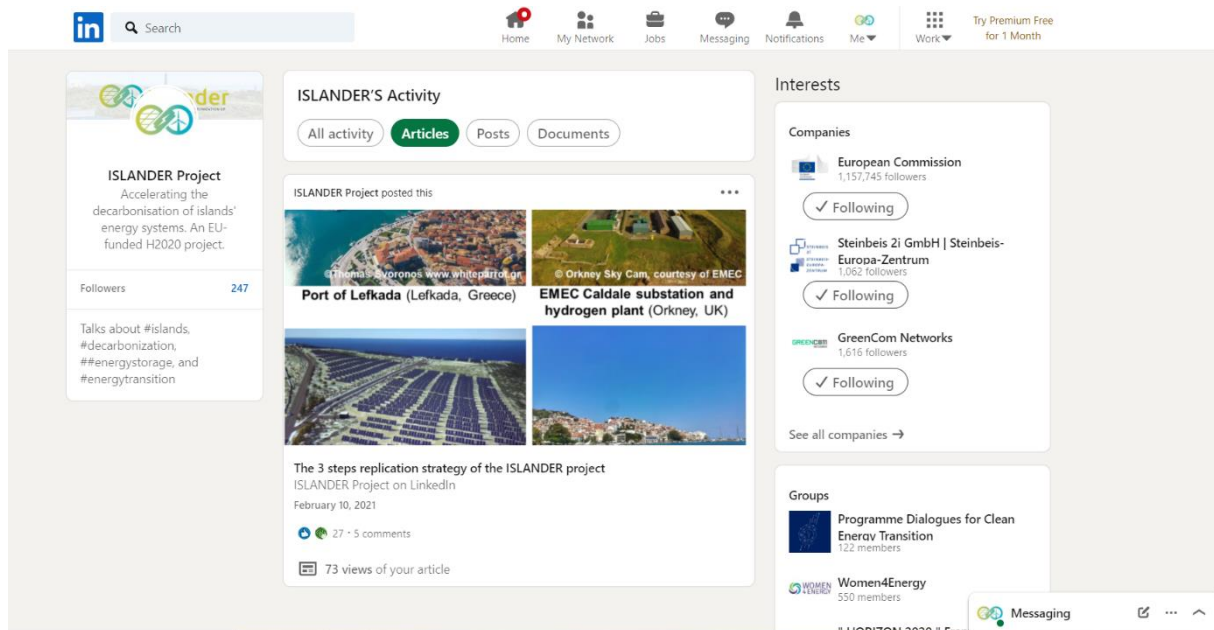 in
Search
Home
My Network
Jobs
Messaging
Notifications
Me
Work
Try Premium Free
for 1 Month
der
ISLANDER Project
Accelerating the
decarbonisation of islands'
energy systems. An EU-
funded H2020 project.
Followers 247
Talks about #islands,
#decarbonization,
##energystorage, and
#energytransition
ISLANDER'S Activity
All activity
Articles
Posts
Documents
ISLANDER Project posted this
©Thomas Svoronos www.whiteparrot.gr
© Orkney Sky Cam, courtesy of EMEC
Port of Lefkada (Lefkada, Greece)
EMEC Caldale substation and
hydrogen plant (Orkney, UK)
The 3 steps replication strategy of the ISLANDER project
ISLANDER Project on LinkedIn
February 10, 2021
27 · 5 comments
73 views of your article
Interests
Companies
European Commission
1,157,745 followers
Following
Steinbeis 2i GmbH | Steinbeis-
Europa-Zentrum
1,062 followers
Following
GREENCOM
GreenCom Networks
1,616 followers
Following
See all companies →
Groups
Programme Dialogues for Clean
Energy Transition
122 members
WOMEN
4 ENERGY
Women4Energy
550 members
Messaging